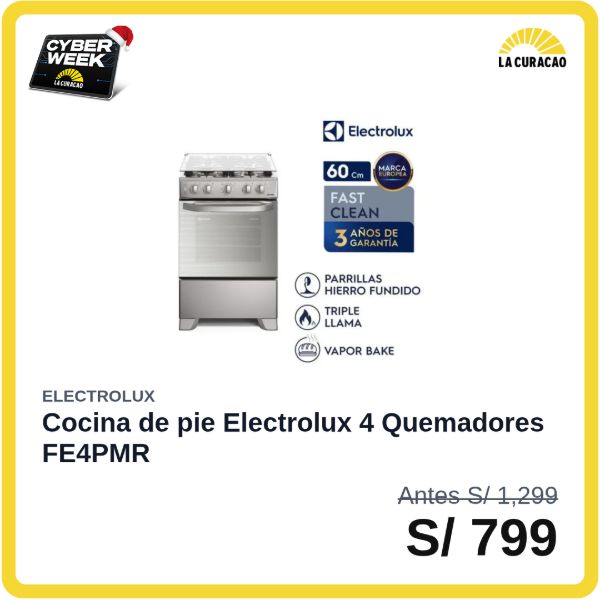 CYBER
WEEK
LA CURACAO
LA CURACAO
Electrolux
60 Cm
MARCA
EUROPEA
FAST
CLEAN
3 AÑOS DE
GARANTÍA
PARRILLAS
HIERRO FUNDIDO
TRIPLE
LLAMA
VAPOR BAKE
ELECTROLUX
Cocina de pie Electrolux 4 Quemadores
FE4PMR
Antes S/ 1,299
S/ 799